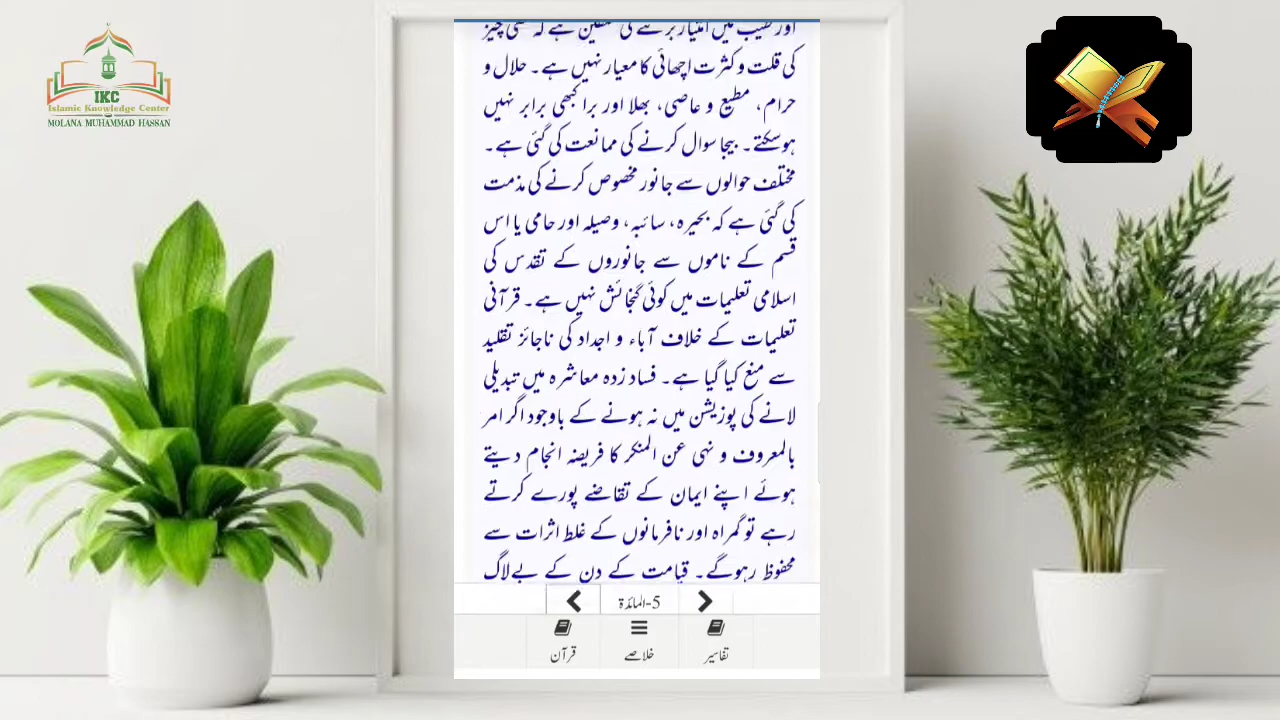 IKC
Islamic Knowledge Center
MOLANA MUHAMMAD HASSAN
اور میں امتیاز برتنے کی تلقین ہے کہ کسی چیز
کی قلت و کثرت اچھائی کا معیار نہیں ہے۔ حلال و
حرام، مطیع و عاصی، بھلا اور برا کبھی برابر نہیں
ہوسکتے۔ بیجا سوال کرنے کی ممانعت کی گئی ہے۔
مختلف حوالوں سے جانور مخصوص کرنے کی مذمت
کی گئی ہے کہ بحیرہ، سائبہ، وصیلہ اور حامی یا اس
قسم کے ناموں سے جانوروں کے تقدس کی
اسلامی تعلیمات میں کوئی گنجائش نہیں ہے۔ قرآنی
تعلیمات کے خلاف آباء و اجداد کی ناجائز تقلید
سے منع کیا گیا ہے۔ فساد زدہ معاشرہ میں تبدیلی
لانے کی پوزیشن میں نہ ہونے کے باوجود اگر امر
بالمعروف و نہی عن المنکر کا فریضہ انجام دیتے
ہوئے اپنے ایمان کے تقاضے پورے کرتے
رہے تو گمراہ اور نافرمانوں کے غلط اثرات سے
محفوظ رہوگے۔ قیامت کے دن کے بے لاگ
5-المائدۃ
تفاسیر
خلاصے
قرآن